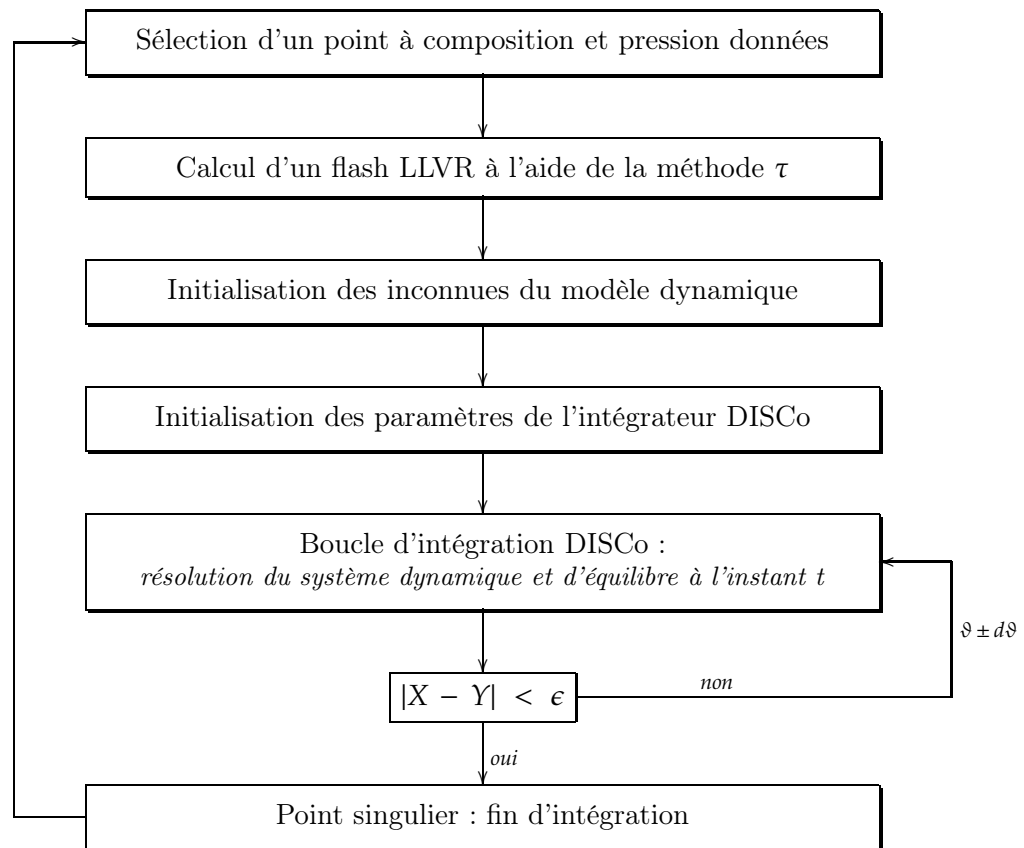 Sélection d'un point à composition et pression données
Calcul d'un flash LLVR à l'aide de la méthode τ
Initialisation des inconnues du modèle dynamique
Initialisation des paramètres de l'intégrateur DISCo
Boucle d'intégration DISCo :
résolution du système dynamique et d'équilibre à l'instant t
ϑ ± dϑ
|X − Y| < ϵ
non
oui
Point singulier : fin d'intégration